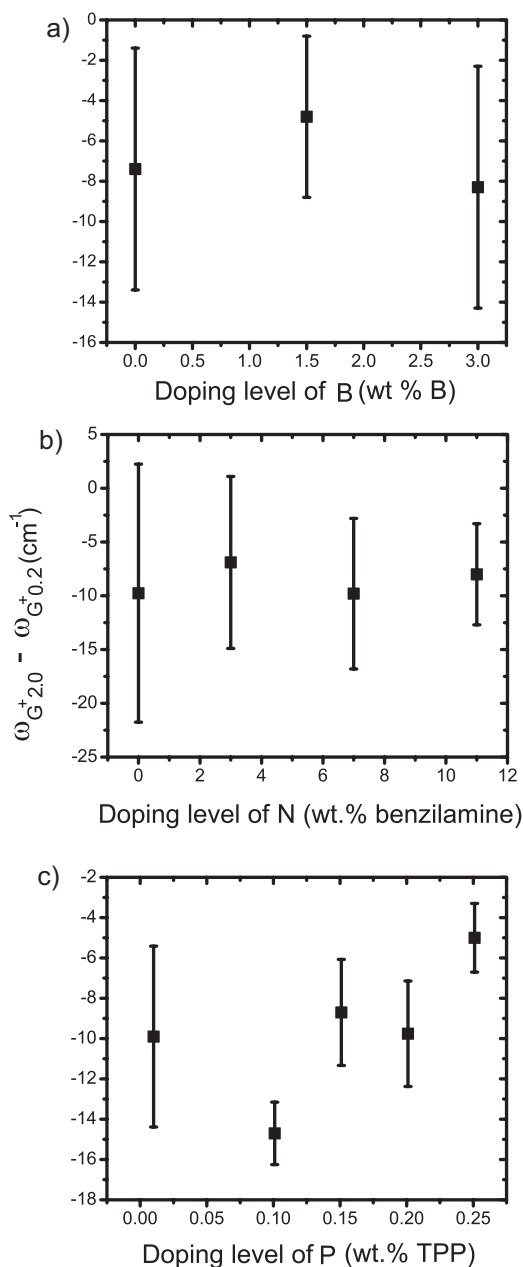 a)
0
-2
-4
-6
-8
-10
-12
-14
-16
0.0 0.5 1.0 1.5 2.0 2.5 3.0
Doping level of B (wt % B)
b)
5
0
-5
-10
-15
-20
-25
0 2 4 6 8 10 12
Doping level of N (wt.% benzilamine)
ωG+2.0 - ωG+0.2 (cm-1)
c)
-2
-4
-6
-8
-10
-12
-14
-16
-18
0.00 0.05 0.10 0.15 0.20 0.25
Doping level of P (wt.% TPP)